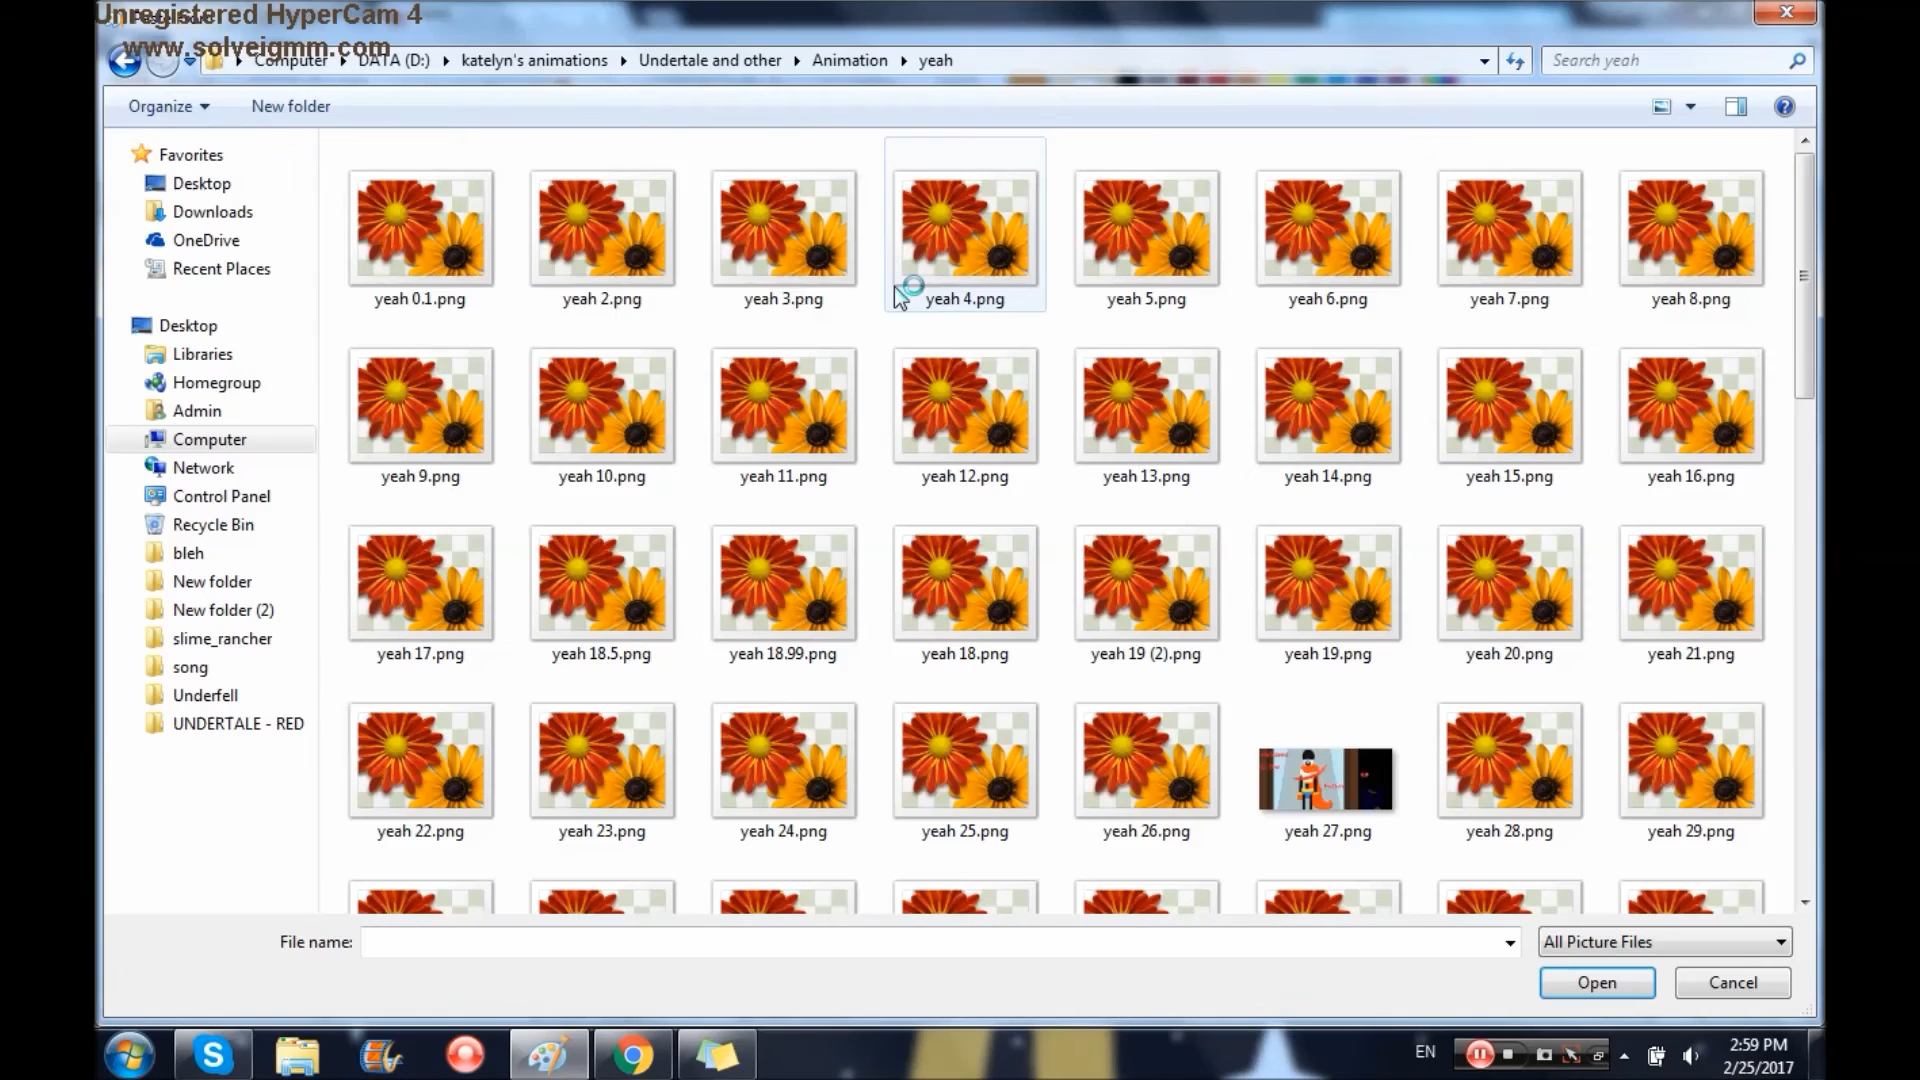 Unregistered HyperCam 4
www.solveigmm.com
Computer DATA (D:) katelyn's animations Undertale and other Animation yeah
Search yeah
Organize New folder
Favorites
Desktop
Downloads
OneDrive
Recent Places
Desktop
Libraries
Homegroup
Admin
Computer
Network
Control Panel
Recycle Bin
bleh
New folder
New folder (2)
slime_rancher
song
Underfell
UNDERTALE - RED
yeah 0.1.png yeah 2.png yeah 3.png yeah 4.png yeah 5.png yeah 6.png yeah 7.png yeah 8.png
yeah 9.png yeah 10.png yeah 11.png yeah 12.png yeah 13.png yeah 14.png yeah 15.png yeah 16.png
yeah 17.png yeah 18.5.png yeah 18.99.png yeah 18.png yeah 19 (2).png yeah 19.png yeah 20.png yeah 21.png
yeah 22.png yeah 23.png yeah 24.png yeah 25.png yeah 26.png yeah 27.png yeah 28.png yeah 29.png
File name:
All Picture Files
Open Cancel
EN
2:59 PM
2/25/2017